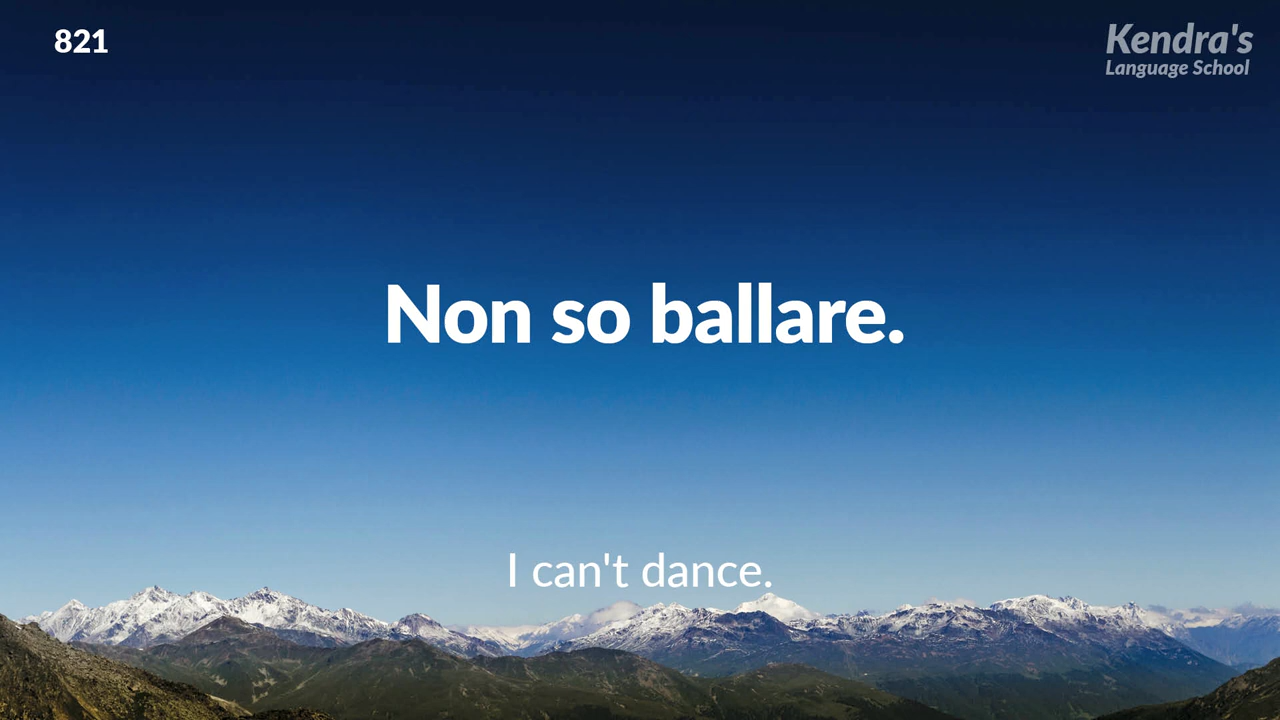 821
Kendra's
Language School
Non so ballare.
I can't dance.